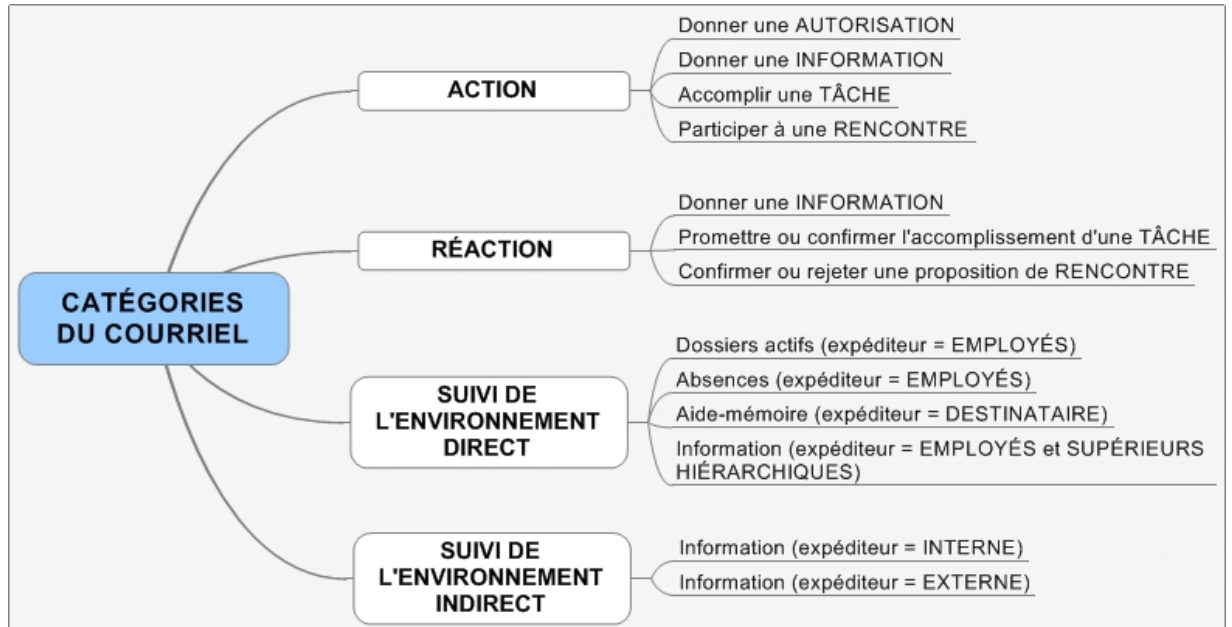 CATÉGORIES
DU COURRIEL
ACTION
Donner une AUTORISATION
Donner une INFORMATION
Accomplir une TÂCHE
Participer à une RENCONTRE
RÉACTION
Donner une INFORMATION
Promettre ou confirmer l'accomplissement d'une TÂCHE
Confirmer ou rejeter une proposition de RENCONTRE
SUIVI DE
L'ENVIRONNEMENT
DIRECT
Dossiers actifs (expéditeur = EMPLOYÉS)
Absences (expéditeur = EMPLOYÉS)
Aide-mémoire (expéditeur = DESTINATAIRE)
Information (expéditeur = EMPLOYÉS et SUPÉRIEURS
HIÉRARCHIQUES)
SUIVI DE
L'ENVIRONNEMENT
INDIRECT
Information (expéditeur = INTERNE)
Information (expéditeur = EXTERNE)